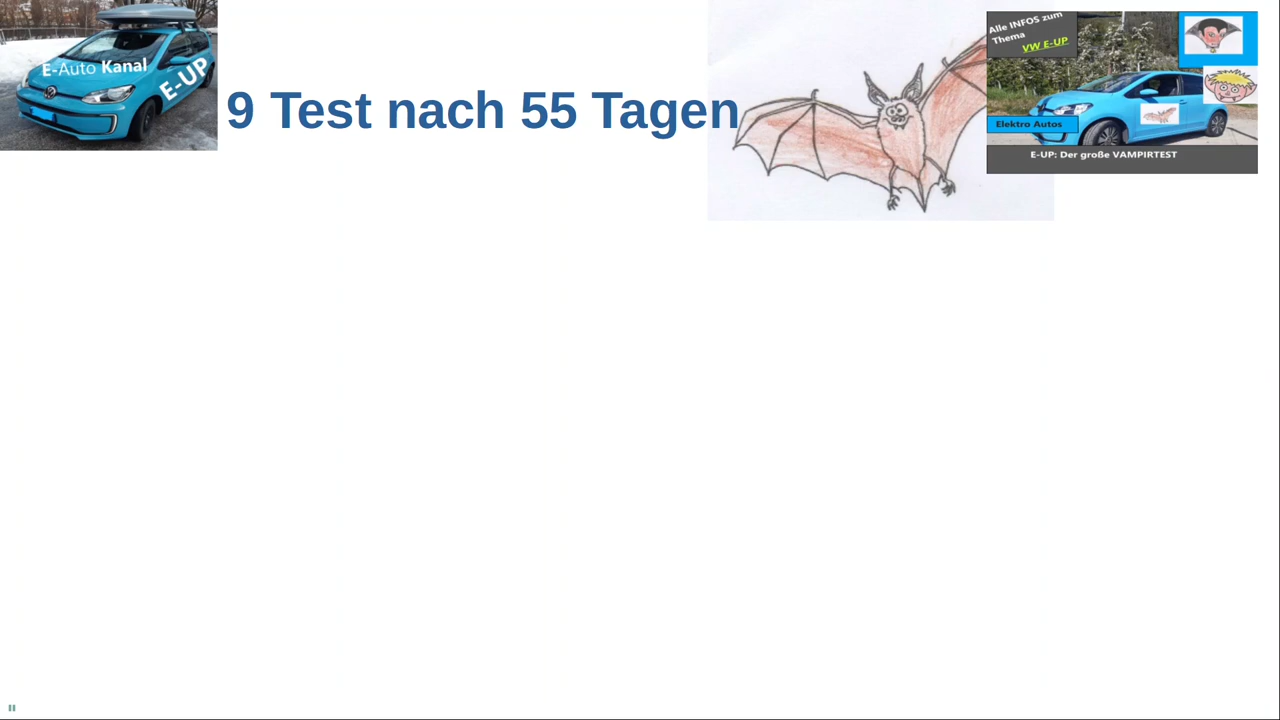 E-Auto Kanal
E-UP
9 Test nach 55 Tagen
Alle INFOS zum
Thema
VW E-UP
Elektro Autos
E-UP: Der große VAMPIRTEST